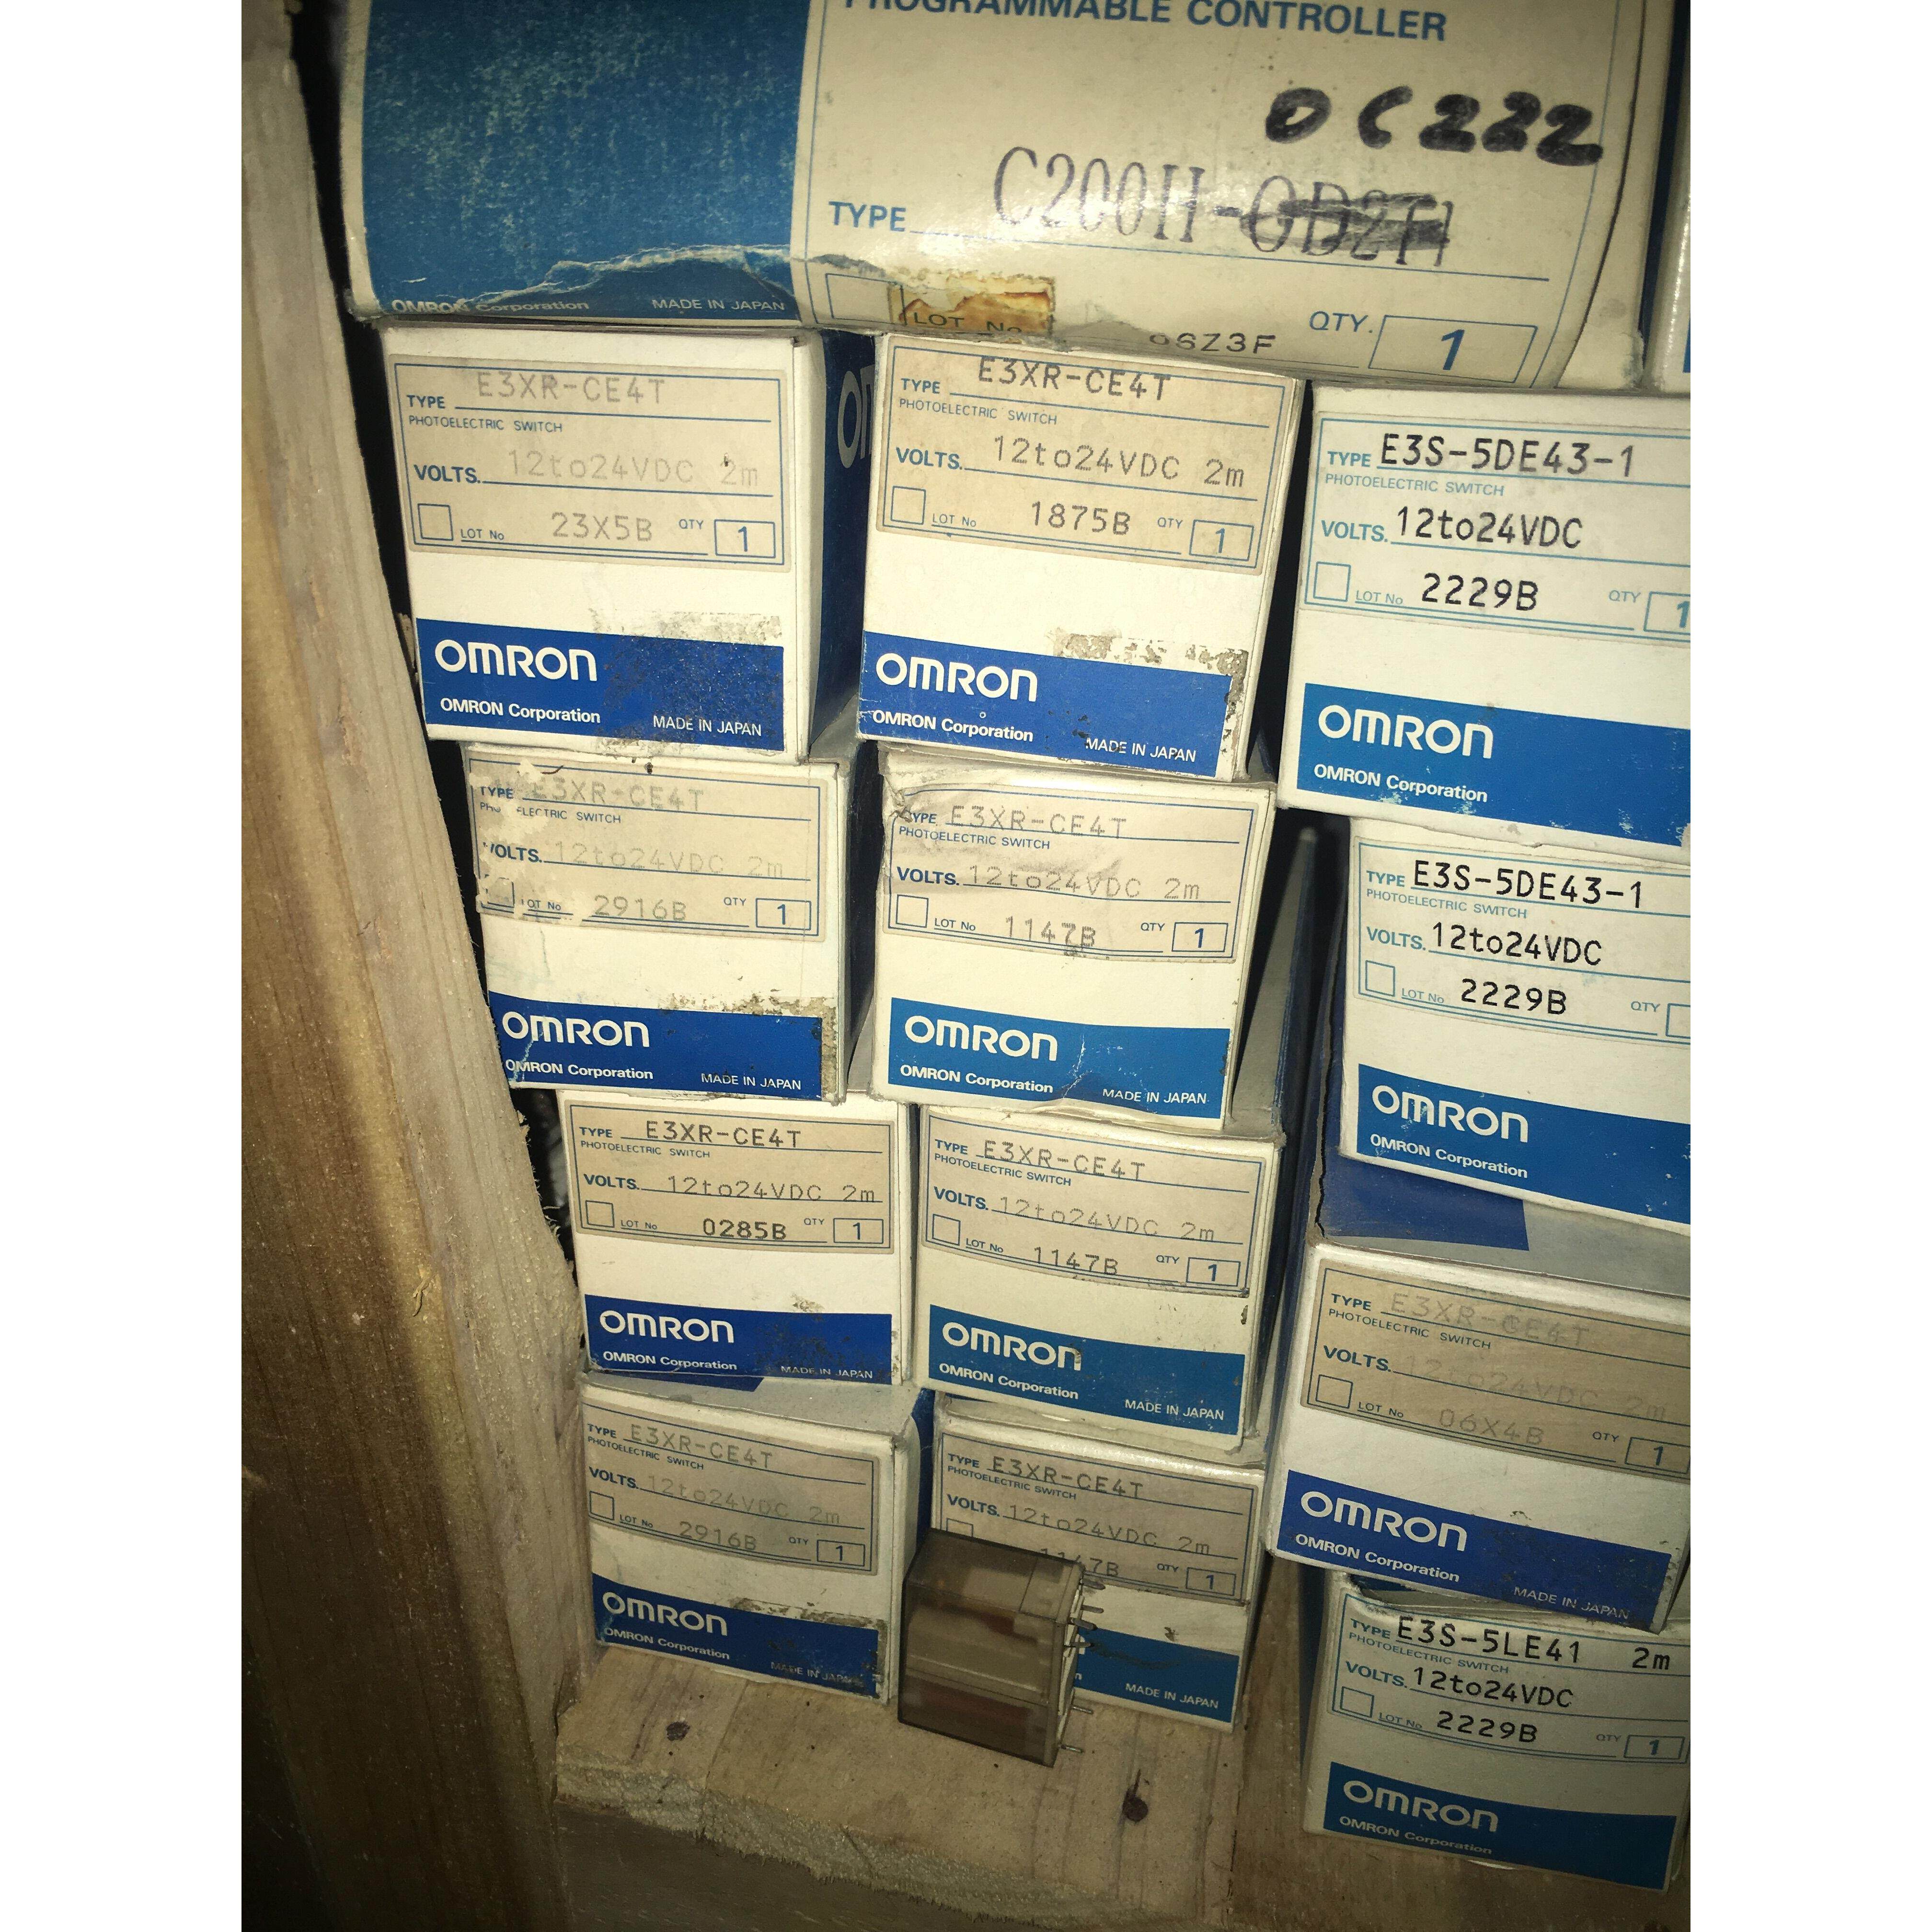 PROGRAMMABLE CONTROLLER
OC222
TYPE C200H-OD211
OMRON Corporation MADE IN JAPAN
LOT No 06Z3F QTY. 1
TYPE E3XR-CE4T
PHOTOELECTRIC SWITCH
VOLTS. 12to24VDC 2m
LOT No 23X5B QTY 1
OMRON
OMRON Corporation MADE IN JAPAN
TYPE E3XR-CE4T
PHOTOELECTRIC SWITCH
VOLTS. 12to24VDC 2m
LOT No 1875B QTY 1
OMRON
OMRON Corporation MADE IN JAPAN
TYPE E3S-5DE43-1
PHOTOELECTRIC SWITCH
VOLTS. 12to24VDC
LOT No 2229B QTY 1
OMRON
OMRON Corporation
TYPE E3XR-CE4T
PHO ELECTRIC SWITCH
VOLTS. 12to24VDC 2m
LOT No 2916B QTY 1
OMRON
OMRON Corporation MADE IN JAPAN
TYPE E3XR-CE4T
PHOTOELECTRIC SWITCH
VOLTS. 12to24VDC 2m
LOT No 1147B QTY 1
OMRON
OMRON Corporation MADE IN JAPAN
TYPE E3S-5DE43-1
PHOTOELECTRIC SWITCH
VOLTS. 12to24VDC
LOT No 2229B QTY
OMRON
OMRON Corporation
TYPE E3XR-CE4T
PHOTOELECTRIC SWITCH
VOLTS. 12to24VDC 2m
LOT No 0285B QTY 1
OMRON
OMRON Corporation MADE IN JAPAN
TYPE E3XR-CE4T
PHOTOELECTRIC SWITCH
VOLTS. 12to24VDC 2m
LOT No 1147B QTY 1
OMRON
OMRON Corporation MADE IN JAPAN
TYPE E3XR-CE4T
PHOTOELECTRIC SWITCH
VOLTS. 12to24VDC 2m
LOT No 06X4B QTY 1
OMRON
OMRON Corporation MADE IN JAPAN
TYPE E3XR-CE4T
PHOTOELECTRIC SWITCH
VOLTS. 12to24VDC 2m
LOT No 2916B QTY 1
OMRON
OMRON Corporation MADE IN JAPAN
TYPE E3XR-CE4T
PHOTOELECTRIC SWITCH
VOLTS. 12to24VDC 2m
1147B QTY 1
MADE IN JAPAN
TYPE E3S-5LE41 2m
PHOTOELECTRIC SWITCH
VOLTS. 12to24VDC
LOT No 2229B QTY 1
OMRON
OMRON Corporation